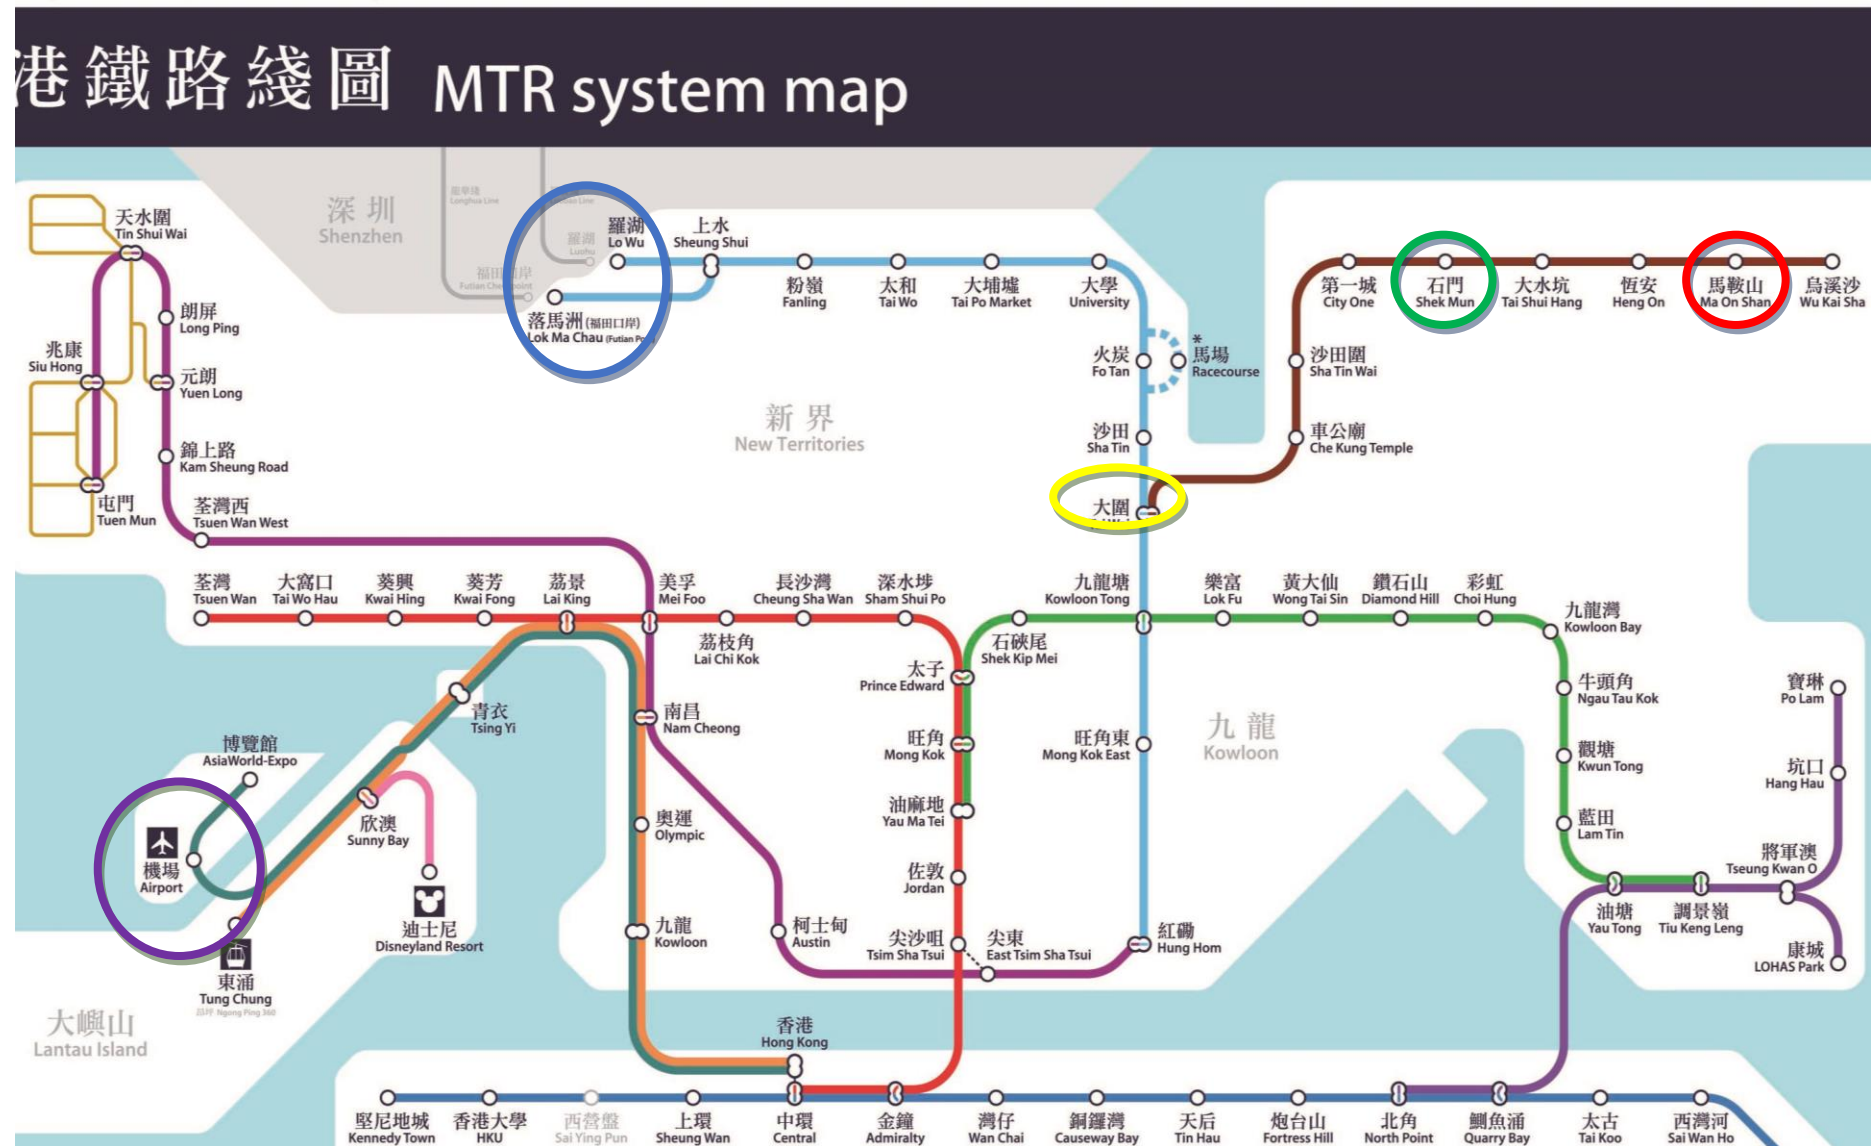 港鐵路綫圖 MTR system map
深圳
Shenzhen
Longhua Line
羅湖
Luohu
羅湖
Lo Wu
上水
Sheung Shui
落馬洲 (福田口岸)
Lok Ma Chau
粉嶺
Fanling
太和
Tai Wo
大埔墟
Tai Po Market
大學
University
第一城
City One
石門
Shek Mun
大水坑
Tai Shui Hang
恆安
Heng On
馬鞍山
Ma On Shan
烏溪沙
Wu Kai Sha
天水圍
Tin Shui Wai
朗屏
Long Ping
兆康
Siu Hong
元朗
Yuen Long
錦上路
Kam Sheung Road
屯門
Tuen Mun
荃灣西
Tsuen Wan West
新界
New Territories
火炭
Fo Tan
*
馬場
Racecourse
沙田圍
Sha Tin Wai
沙田
Sha Tin
車公廟
Che Kung Temple
大圍
荃灣
Tsuen Wan
大窩口
Tai Wo Hau
葵興
Kwai Hing
葵芳
Kwai Fong
荔景
Lai King
美孚
Mei Foo
長沙灣
Cheung Sha Wan
深水埗
Sham Shui Po
九龍塘
Kowloon Tong
樂富
Lok Fu
黃大仙
Wong Tai Sin
鑽石山
Diamond Hill
彩虹
Choi Hung
九龍灣
Kowloon Bay
荔枝角
Lai Chi Kok
石硤尾
Shek Kip Mei
太子
Prince Edward
牛頭角
Ngau Tau Kok
寶琳
Po Lam
青衣
Tsing Yi
南昌
Nam Cheong
旺角
Mong Kok
旺角東
Mong Kok East
九龍
Kowloon
觀塘
Kwun Tong
坑口
Hang Hau
博覽館
AsiaWorld-Expo
欣澳
Sunny Bay
奧運
Olympic
油麻地
Yau Ma Tei
藍田
Lam Tin
將軍澳
Tseung Kwan O
機場
Airport
佐敦
Jordan
迪士尼
Disneyland Resort
九龍
Kowloon
柯士甸
Austin
尖沙咀
Tsim Sha Tsui
尖東
East Tsim Sha Tsui
紅磡
Hung Hom
油塘
Yau Tong
調景嶺
Tiu Keng Leng
康城
LOHAS Park
東涌
Tung Chung
昂坪 Ngong Ping 360
大嶼山
Lantau Island
香港
Hong Kong
堅尼地城
Kennedy Town
香港大學
HKU
西營盤
Sai Ying Pun
上環
Sheung Wan
中環
Central
金鐘
Admiralty
灣仔
Wan Chai
銅鑼灣
Causeway Bay
天后
Tin Hau
炮台山
Fortress Hill
北角
North Point
鰂魚涌
Quarry Bay
太古
Tai Koo
西灣河
Sai Wan Ho